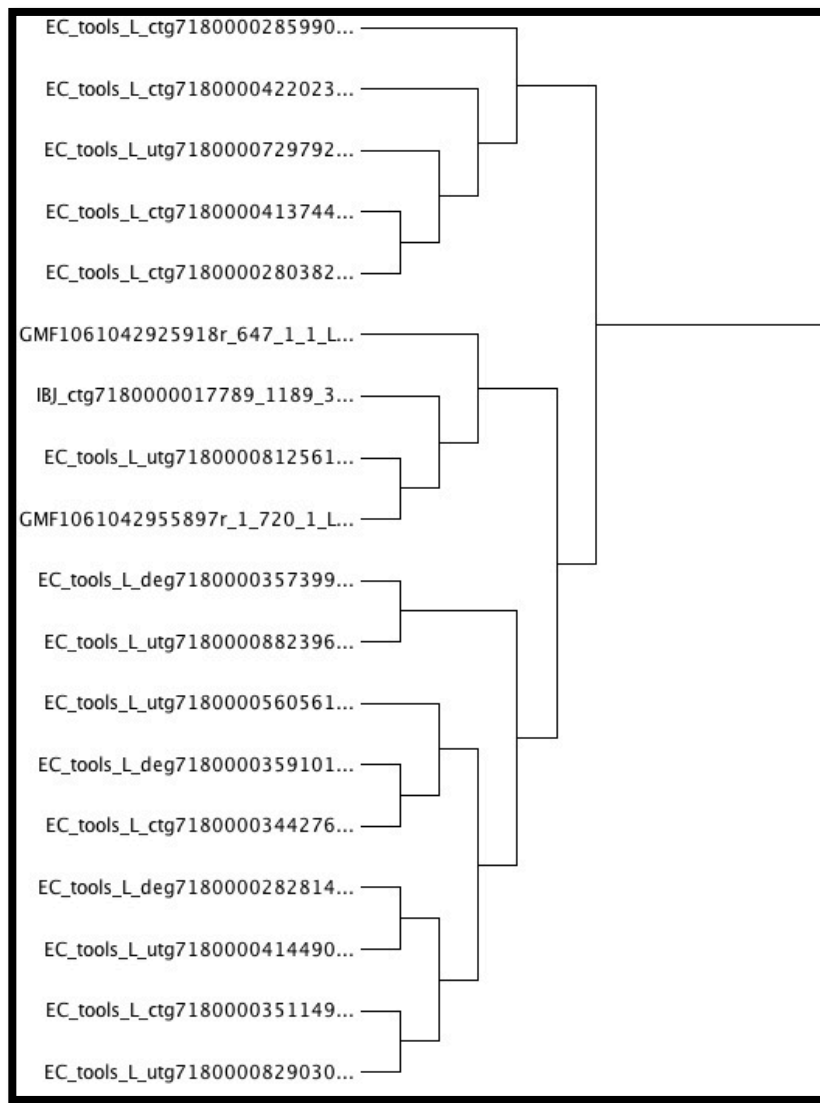 EC_tools_L_ctg7180000285990...
EC_tools_L_ctg7180000422023...
EC_tools_L_utg7180000729792...
EC_tools_L_ctg7180000413744...
EC_tools_L_ctg7180000280382...
GMF1061042925918r_647_1_1_L...
IBJ_ctg7180000017789_1189_3...
EC_tools_L_utg7180000812561...
GMF1061042955897r_1_720_1_L...
EC_tools_L_deg7180000357399...
EC_tools_L_utg7180000882396...
EC_tools_L_utg7180000560561...
EC_tools_L_deg7180000359101...
EC_tools_L_ctg7180000344276...
EC_tools_L_deg7180000282814...
EC_tools_L_utg7180000414490...
EC_tools_L_ctg7180000351149...
EC_tools_L_utg7180000829030...